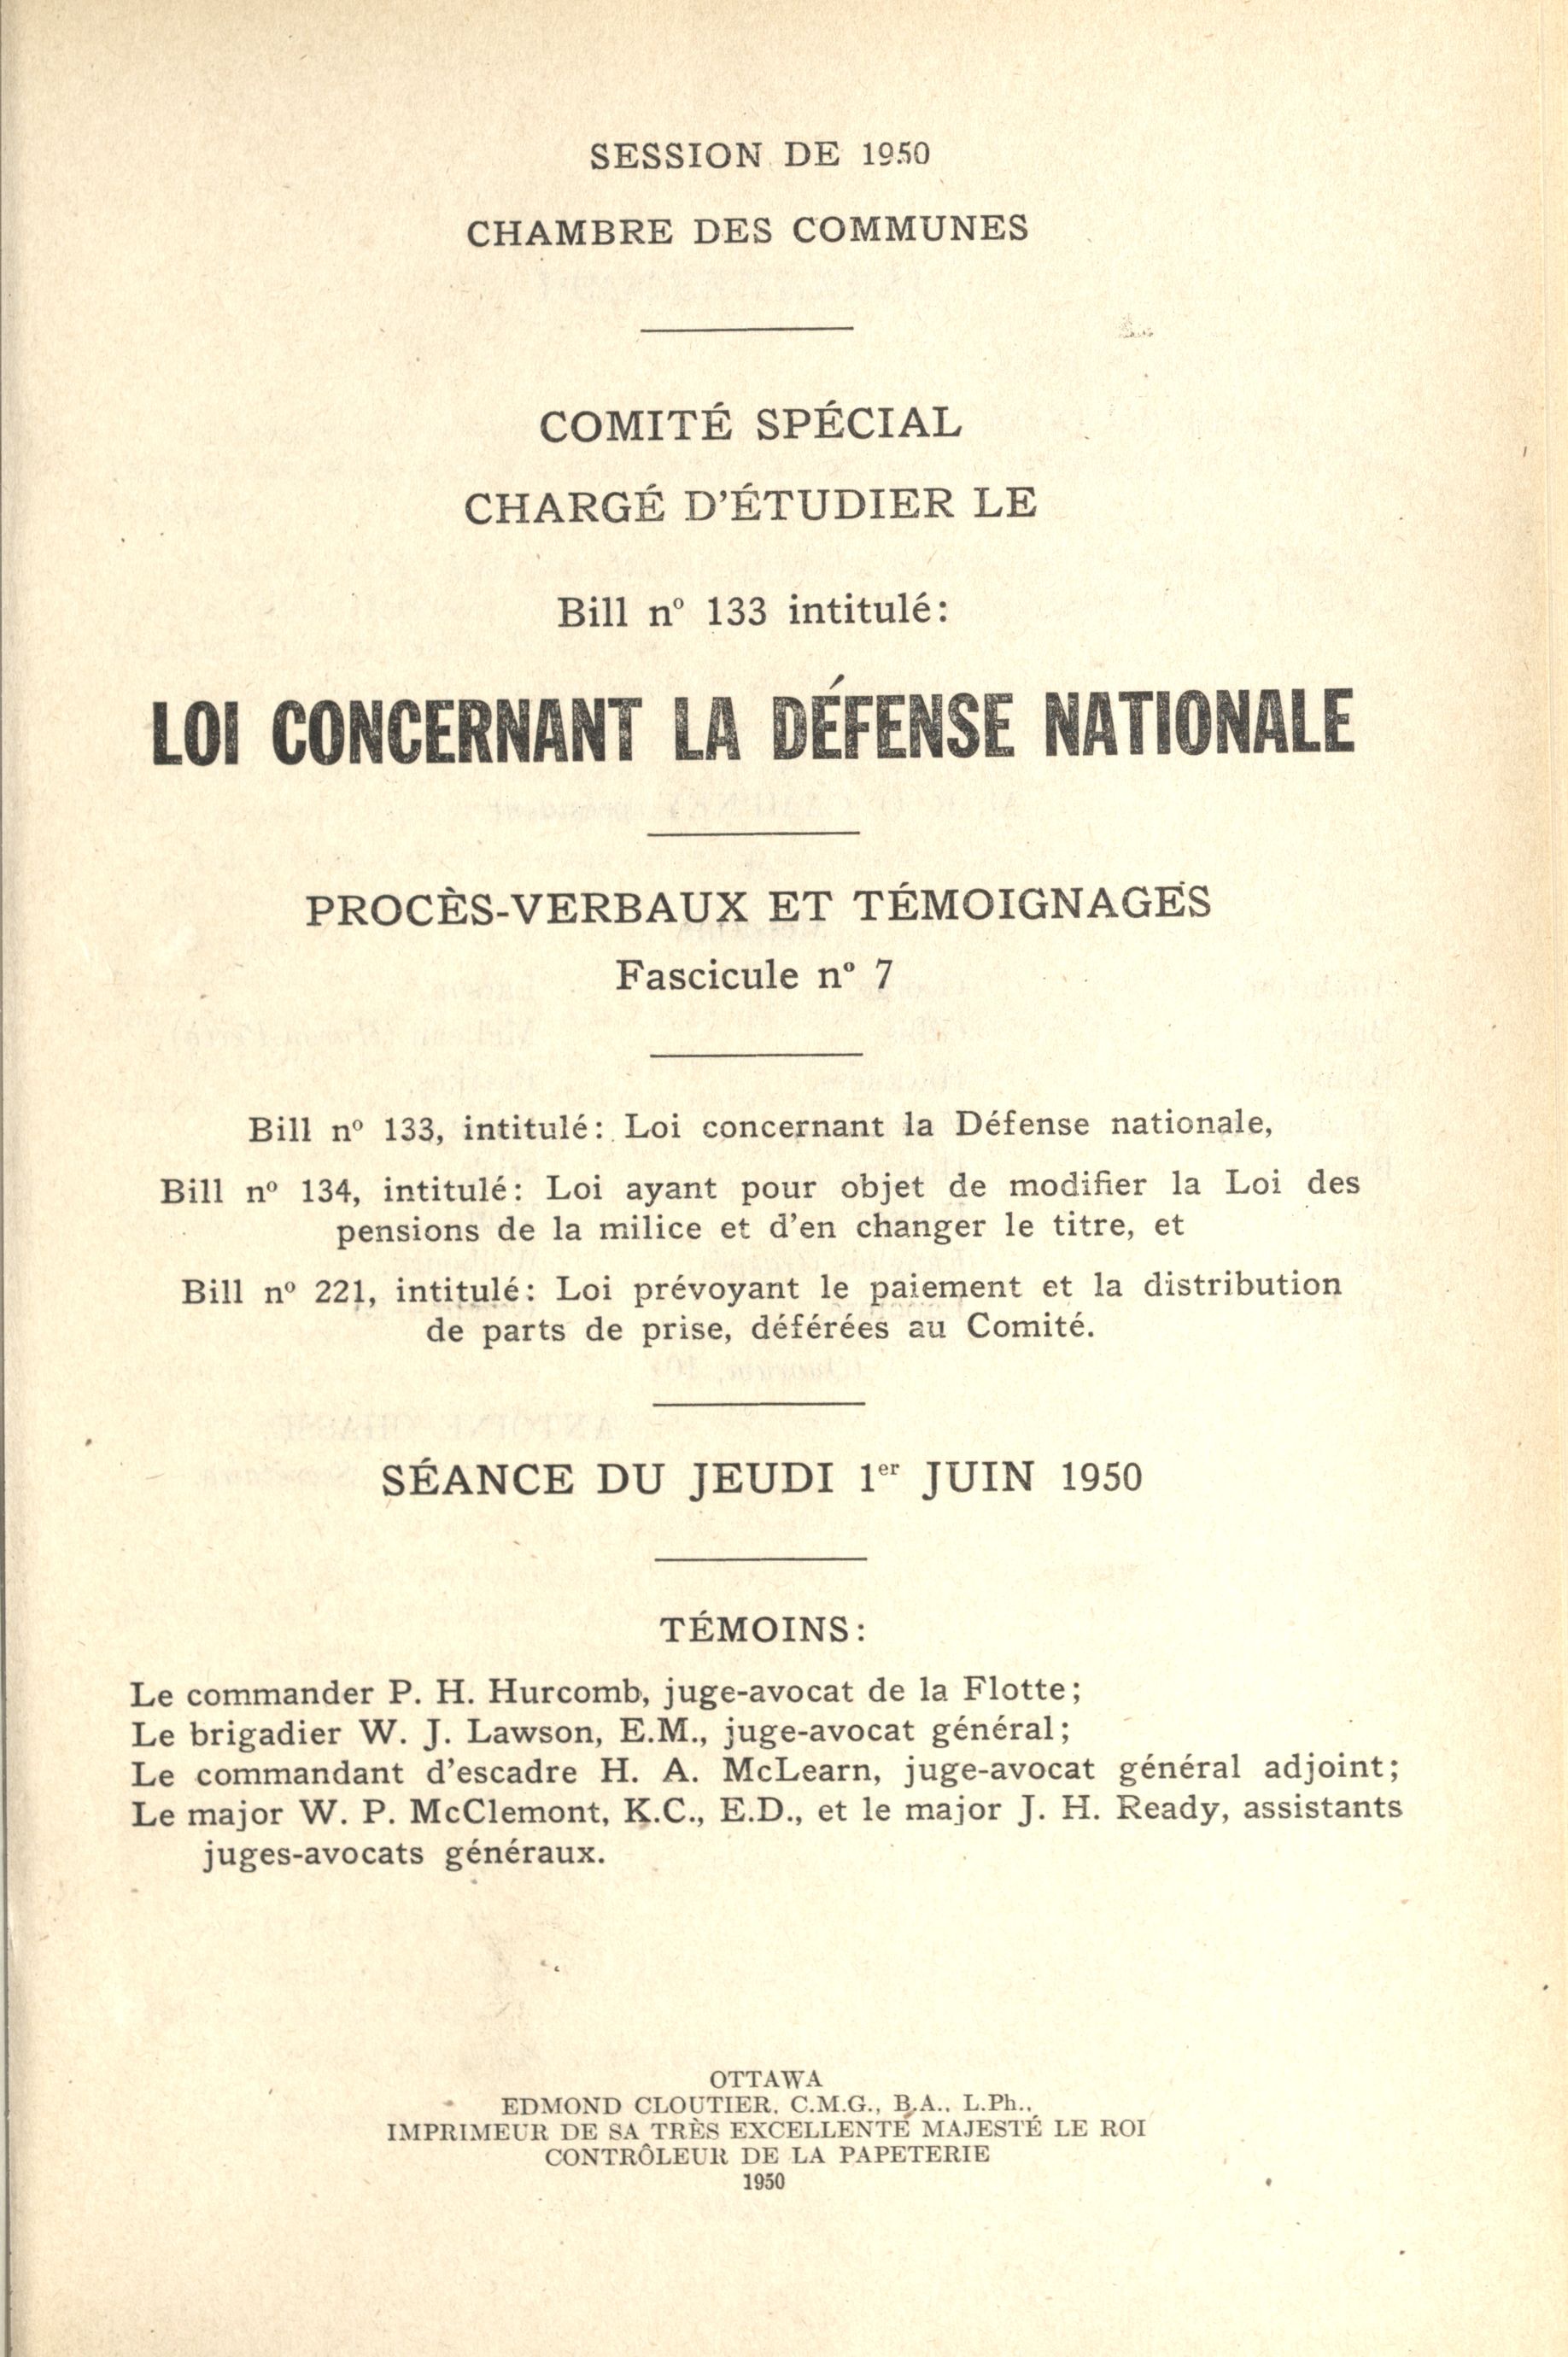 SESSION DE 1950
CHAMBRE DES COMMUNES
COMITÉ SPÉCIAL
CHARGÉ D'ÉTUDIER LE
Bill nº 133 intitulé:
LOI CONCERNANT LA DÉFENSE NATIONALE
PROCÈS-VERBAUX ET TÉMOIGNAGES
Fascicule nº 7
Bill nº 133, intitulé: Loi concernant la Défense nationale,
Bill nº 134, intitulé: Loi ayant pour objet de modifier la Loi des
pensions de la milice et d'en changer le titre, et
Bill nº 221, intitulé: Loi prévoyant le paiement et la distribution
de parts de prise, déférées au Comité.
SÉANCE DU JEUDI 1er JUIN 1950
TÉMOINS:
Le commander P. H. Hurcomb, juge-avocat de la Flotte;
Le brigadier W. J. Lawson, E.M., juge-avocat général;
Le commandant d'escadre H. A. McLearn, juge-avocat général adjoint;
Le major W. P. McClemont, K.C., E.D., et le major J. H. Ready, assistants
juges-avocats généraux.
OTTAWA
EDMOND CLOUTIER, C.M.G., B.A., L.Ph.,
IMPRIMEUR DE SA TRÈS EXCELLENTE MAJESTÉ LE ROI
CONTRÔLEUR DE LA PAPETERIE
1950